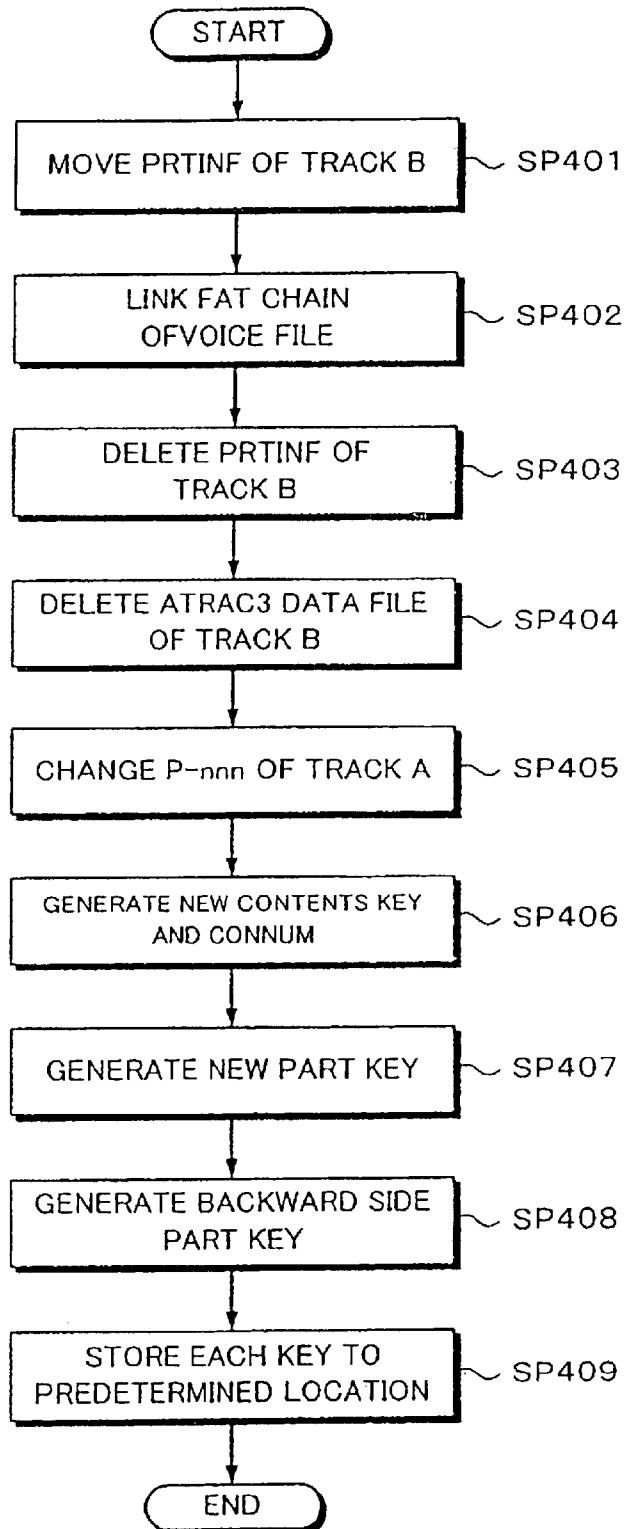 START
MOVE PRTINF OF TRACK B
SP401
LINK FAT CHAIN
OFVOICE FILE
SP402
DELETE PRTINF OF
TRACK B
SP403
DELETE ATRAC3 DATA FILE
OF TRACK B
SP404
CHANGE P-nnn OF TRACK A
SP405
GENERATE NEW CONTENTS KEY
AND CONNUM
SP406
GENERATE NEW PART KEY
SP407
GENERATE BACKWARD SIDE
PART KEY
SP408
STORE EACH KEY TO
PREDETERMINED LOCATION
SP409
END